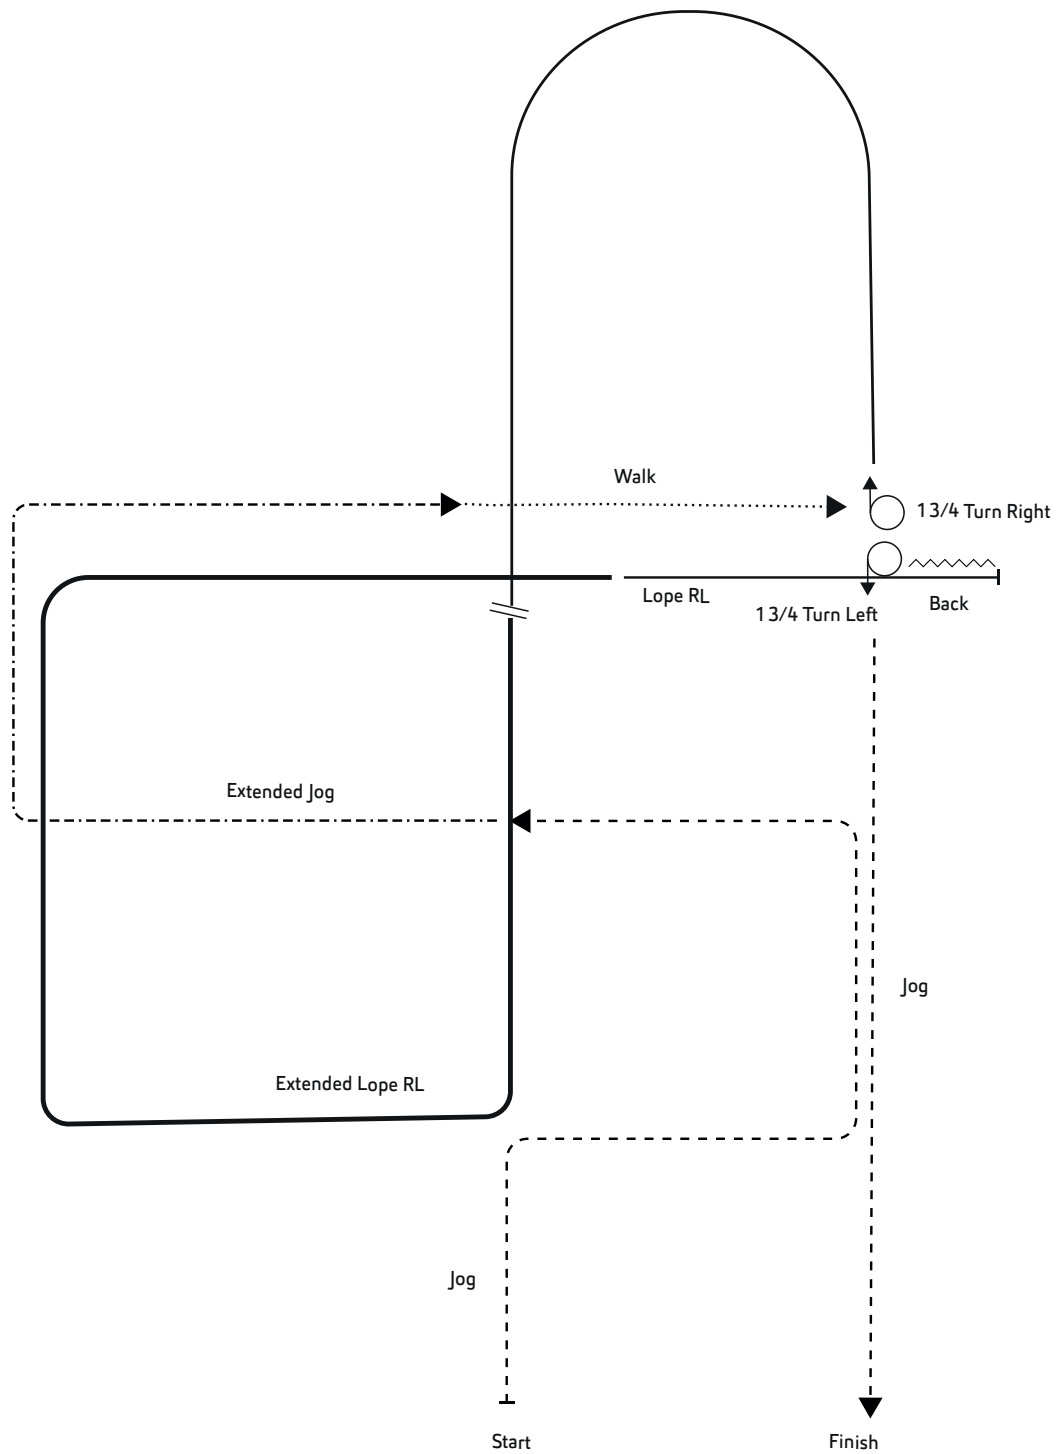 Walk
1 3/4 Turn Right
Lope RL
Back
1 3/4 Turn Left
Extended Jog
Jog
Extended Lope RL
Jog
Start
Finish